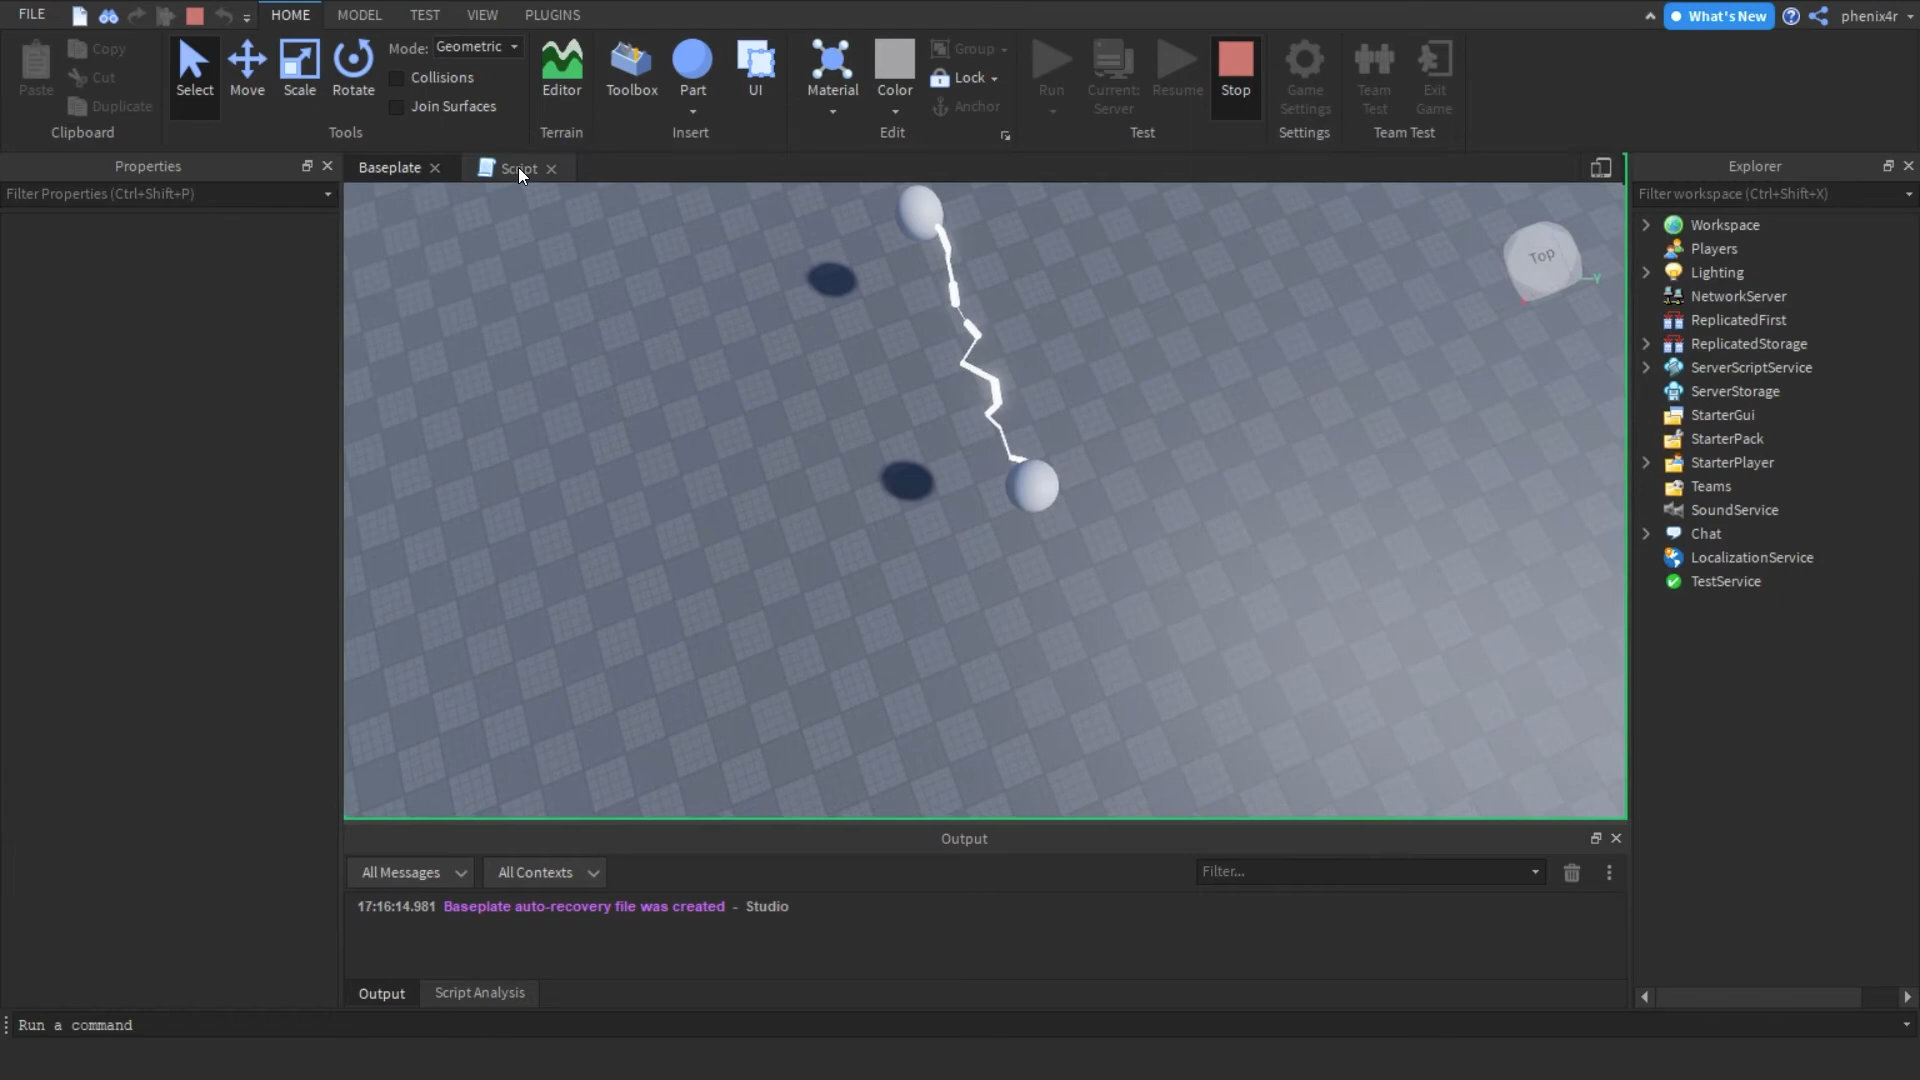 FILE
HOME
MODEL
TEST
VIEW
PLUGINS
What's New
phenix4r
Paste
Copy
Cut
Duplicate
Clipboard
Select
Move
Scale
Rotate
Mode: Geometric
Collisions
Join Surfaces
Tools
Editor
Terrain
Toolbox
Part
UI
Insert
Material
Color
Group
Lock
Anchor
Edit
Run
Current:
Server
Resume
Stop
Test
Game
Settings
Settings
Team
Test
Exit
Game
Team Test
Properties
Filter Properties (Ctrl+Shift+P)
Baseplate
Script
Top
Y
Explorer
Filter workspace (Ctrl+Shift+X)
Workspace
Players
Lighting
NetworkServer
ReplicatedFirst
ReplicatedStorage
ServerScriptService
ServerStorage
StarterGui
StarterPack
StarterPlayer
Teams
SoundService
Chat
LocalizationService
TestService
Output
All Messages
All Contexts
Filter...
17:16:14.981 Baseplate auto-recovery file was created - Studio
Output
Script Analysis
Run a command